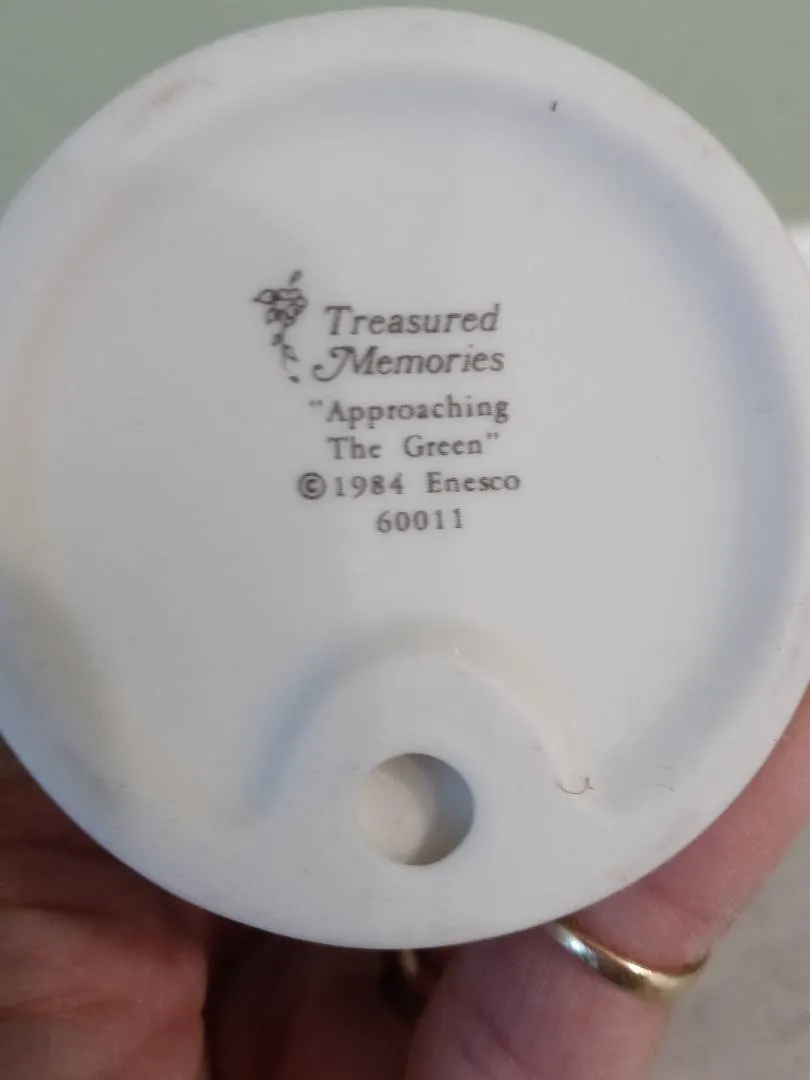 Treasured
Memories
"Approaching
The Green"
©1984 Enesco
60011